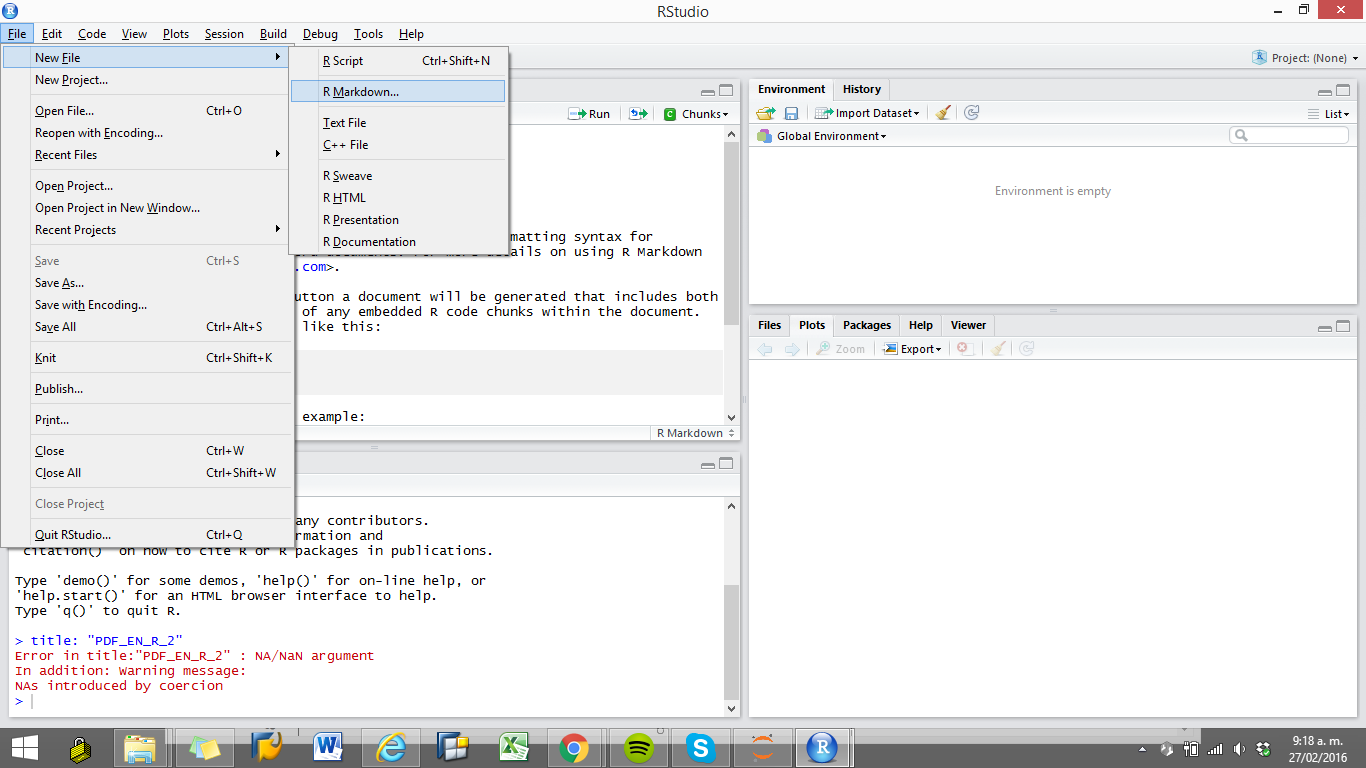 RStudio
File Edit Code View Plots Session Build Debug Tools Help
New File
New Project...
Open File... Ctrl+O
Reopen with Encoding...
Recent Files
Open Project...
Open Project in New Window...
Recent Projects
Save Ctrl+S
Save As...
Save with Encoding...
Save All Ctrl+Alt+S
Knit Ctrl+Shift+K
Publish...
Print...
Close Ctrl+W
Close All Ctrl+Shift+W
Close Project
Quit RStudio... Ctrl+Q
R Script Ctrl+Shift+N
R Markdown...
Text File
C++ File
R Sweave
R HTML
R Presentation
R Documentation
Project: (None)
Run Chunks
matting syntax for
details on using R Markdown
.com>.
utton a document will be generated that includes both
of any embedded R code chunks within the document.
like this:
example:
R Markdown
any contributors.
rmation and
'citation()' on how to cite R or R packages in publications.
Type 'demo()' for some demos, 'help()' for on-line help, or
'help.start()' for an HTML browser interface to help.
Type 'q()' to quit R.
> title: "PDF_EN_R_2"
Error in title:"PDF_EN_R_2" : NA/NaN argument
In addition: Warning message:
NAs introduced by coercion
>
Environment History
Import Dataset List
Global Environment
Environment is empty
Files Plots Packages Help Viewer
Zoom Export
9:18 a. m.
27/02/2016